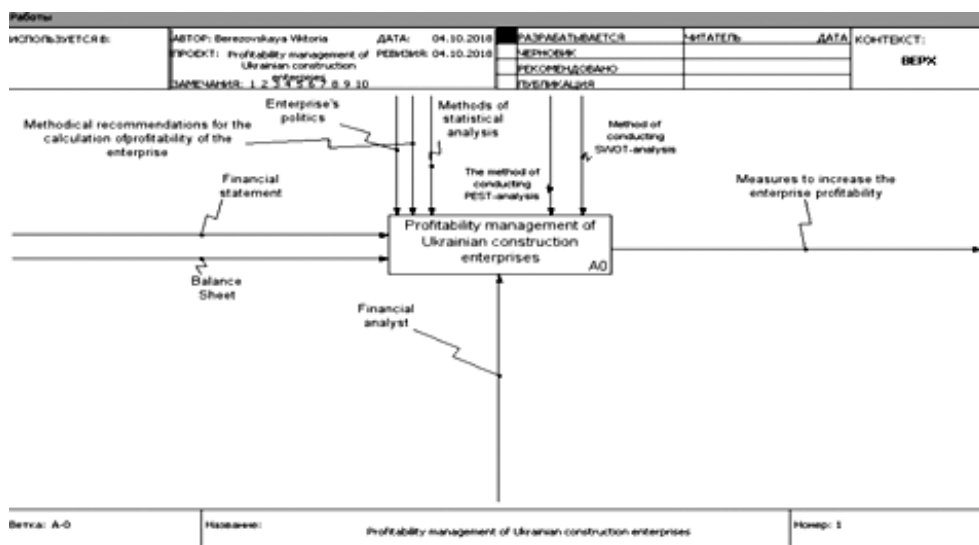 Работы
ИСПОЛЬЗУЕТСЯ В:
АВТОР: Berezovskaya Viktoria
ДАТА: 04.10.2018
ПРОЕКТ: Profitability management of
Ukrainian construction
enterprises
РЕВИЗИЯ: 04.10.2018
ЗАМЕЧАНИЯ: 1 2 3 4 5 6 7 8 9 10
РАЗРАБАТЫВАЕТСЯ
ЧЕРНОВИК
РЕКОМЕНДОВАНО
ПУБЛИКАЦИЯ
ЧИТАТЕЛЬ
ДАТА
КОНТЕКСТ:
ВЕРХ
Enterprise's
politics
Methodical recommendations for the
calculation ofprofitability of the
enterprise
Methods of
statistical
analysis
Method of
conducting
SWOT-analysis
The method of
conducting
PEST-analysis
Financial
statement
Measures to increase the
enterprise profitability
Profitability management of
Ukrainian construction
enterprises
A0
Balance
Sheet
Financial
analyst
Ветка: A-0
Название:
Profitability management of Ukrainian construction enterprises
Номер: 1